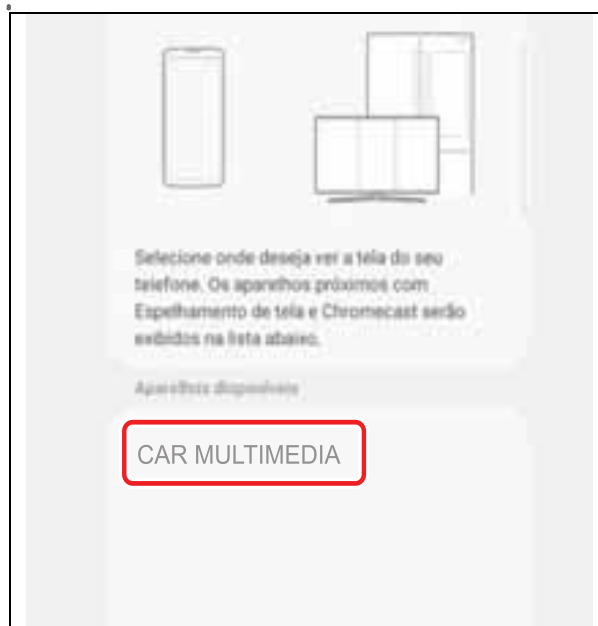 Selecione onde deseja ver a tela do seu
telefone. Os aparelhos próximos com
Espelhamento de tela e Chromecast serão
exibidos na lista abaixo.
Aparelhos disponíveis
CAR MULTIMEDIA